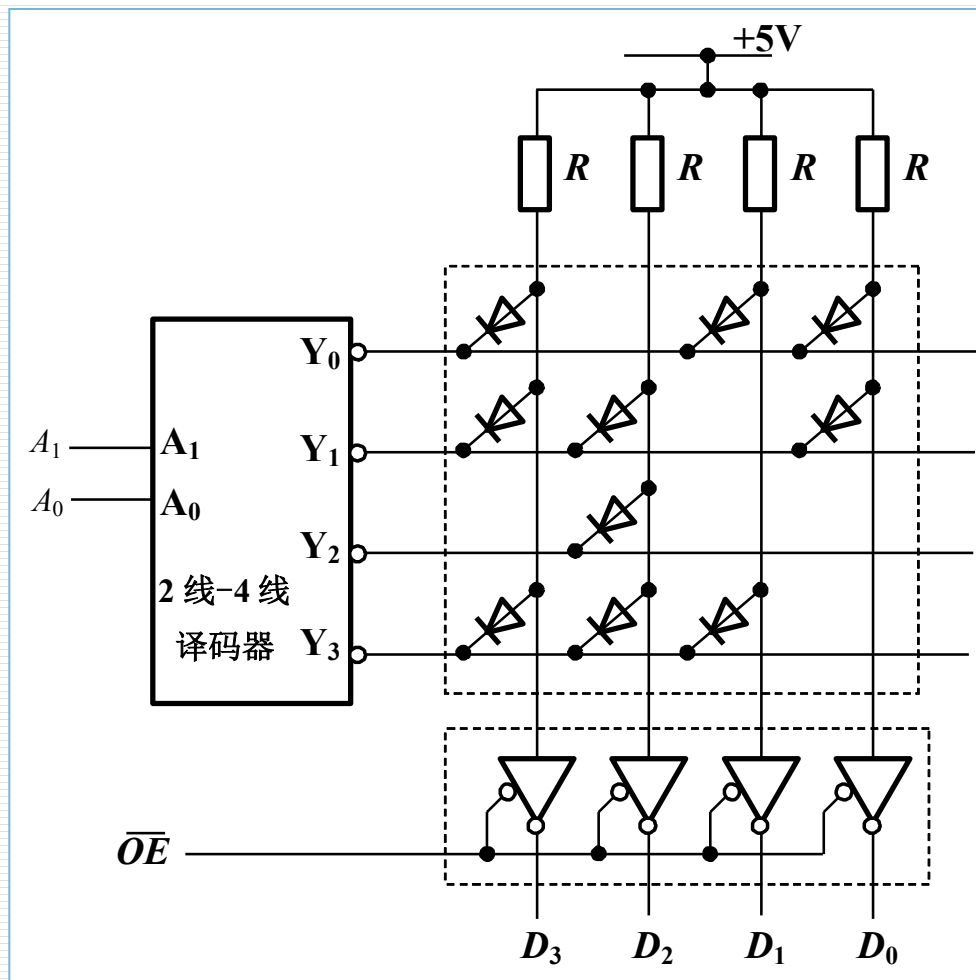 +5V
R R R R
Y₀
A₁ A₁ Y₁
A₀ A₀
Y₂
2 线-4 线
译码器 Y₃
O̅E̅
D₃ D₂ D₁ D₀